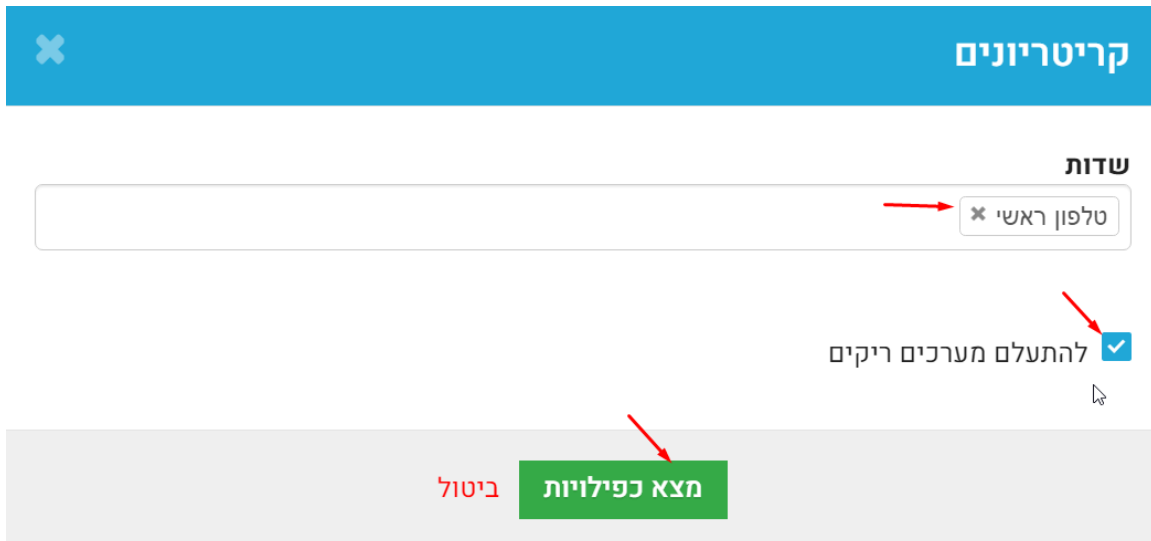 קריטריונים
שדות
טלפון ראשי
להתעלם מערכים ריקים
מצא כפילויות ביטול